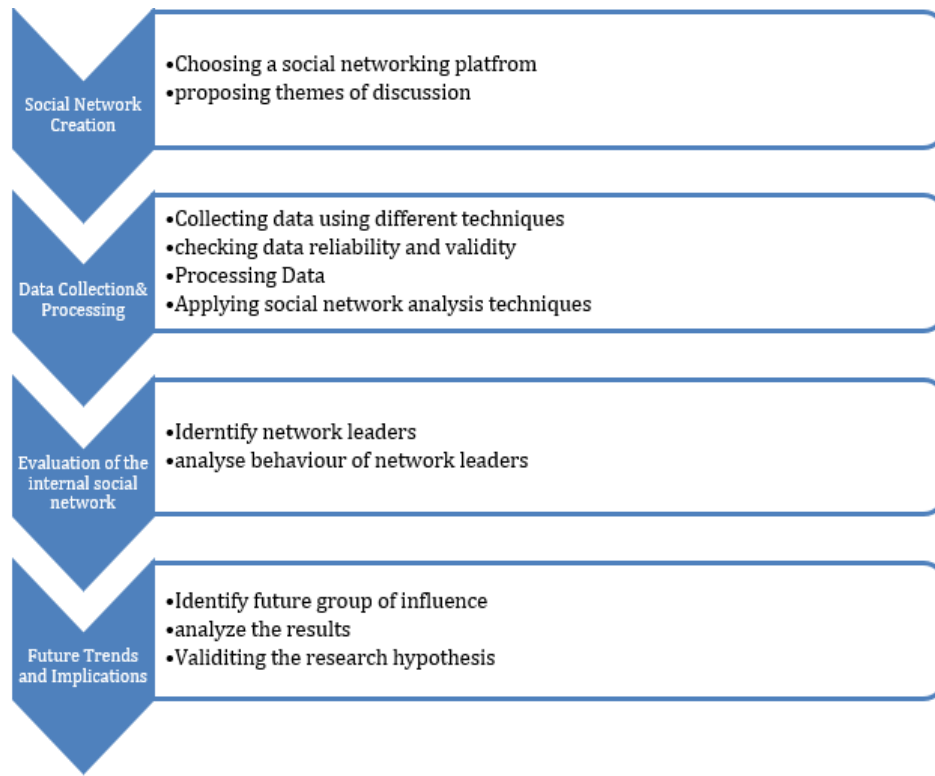 Social Network
Creation
•Choosing a social networking platfrom
•proposing themes of discussion
Data Collection&
Processing
•Collecting data using different techniques
•checking data reliability and validity
•Processing Data
•Applying social network analysis techniques
Evaluation of the
internal social
network
•Iderntify network leaders
•analyse behaviour of network leaders
Future Trends
and Implications
•Identify future group of influence
•analyze the results
•Validiting the research hypothesis